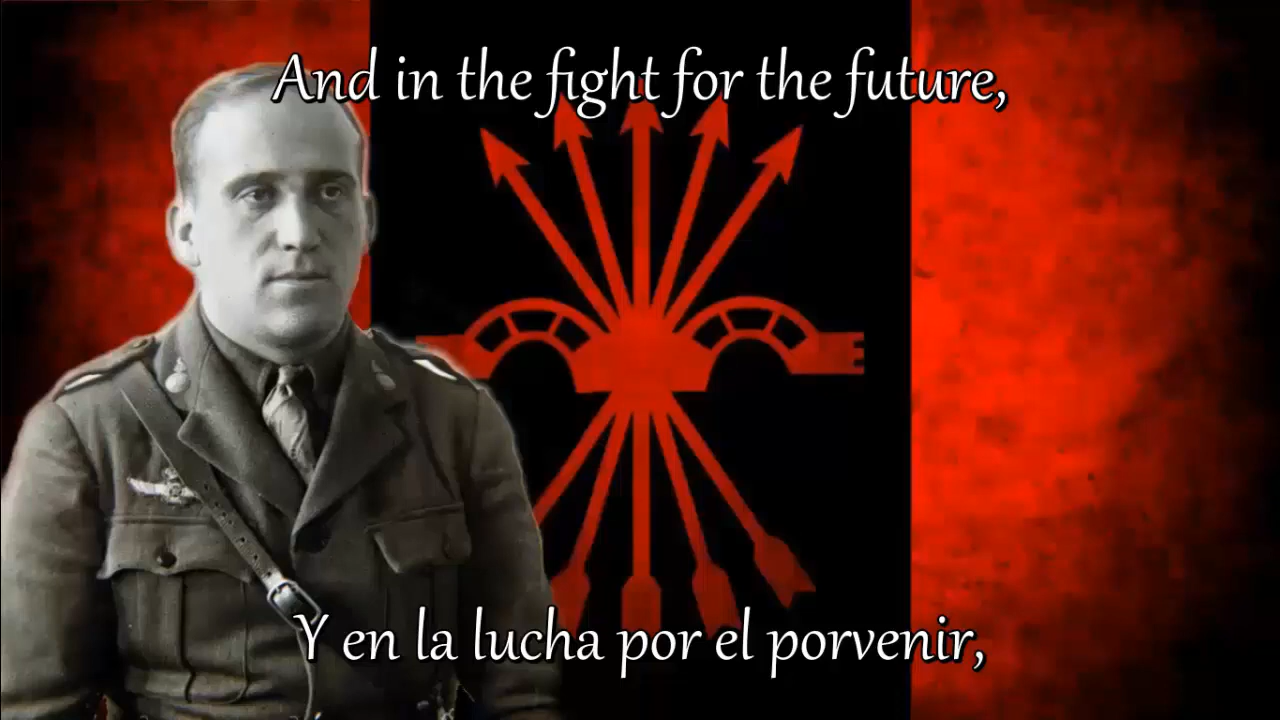 And in the fight for the future,
Y en la lucha por el porvenir,